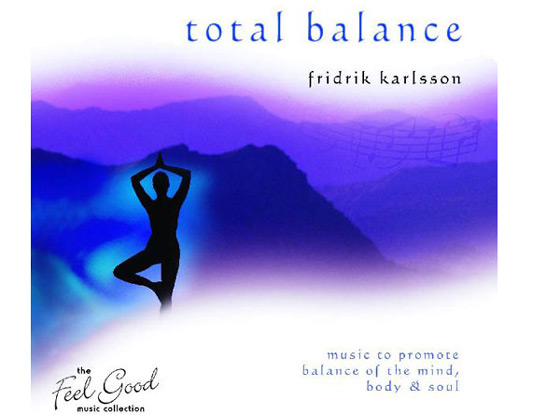 total balance
fridrik karlsson
music to promote
balance of the mind,
body & soul
the
Feel Good
music collection